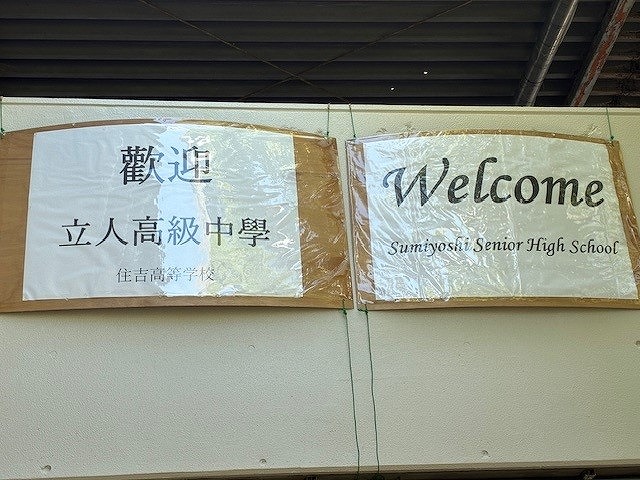 歡迎
立人高級中學
住吉高等学校
Welcome
Sumiyoshi Senior High School